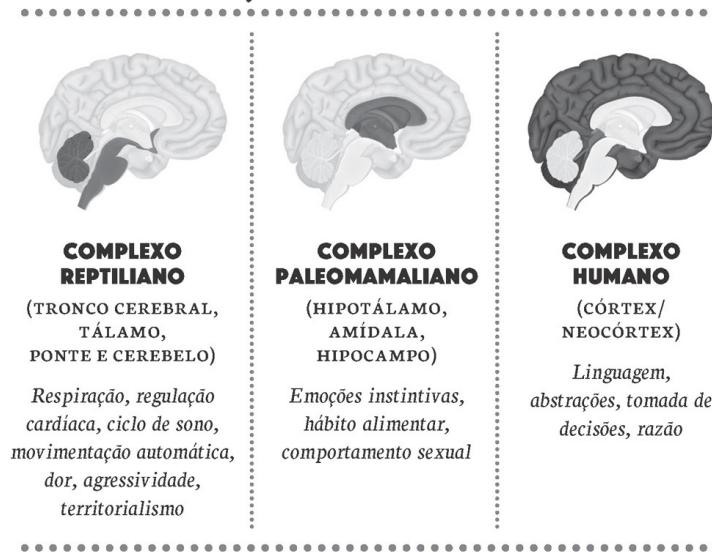 COMPLEXO
REPTILIANO
(TRONCO CEREBRAL,
TÁLAMO,
PONTE E CEREBELO)
Respiração, regulação
cardíaca, ciclo de sono,
movimentação automática,
dor, agressividade,
territorialismo
COMPLEXO
PALEOMAMALIANO
(HIPOTÁLAMO,
AMÍDALA,
HIPOCAMPO)
Emoções instintivas,
hábito alimentar,
comportamento sexual
COMPLEXO
HUMANO
(CÓRTEX/
NEOCÓRTEX)
Linguagem,
abstrações, tomada de
decisões, razão